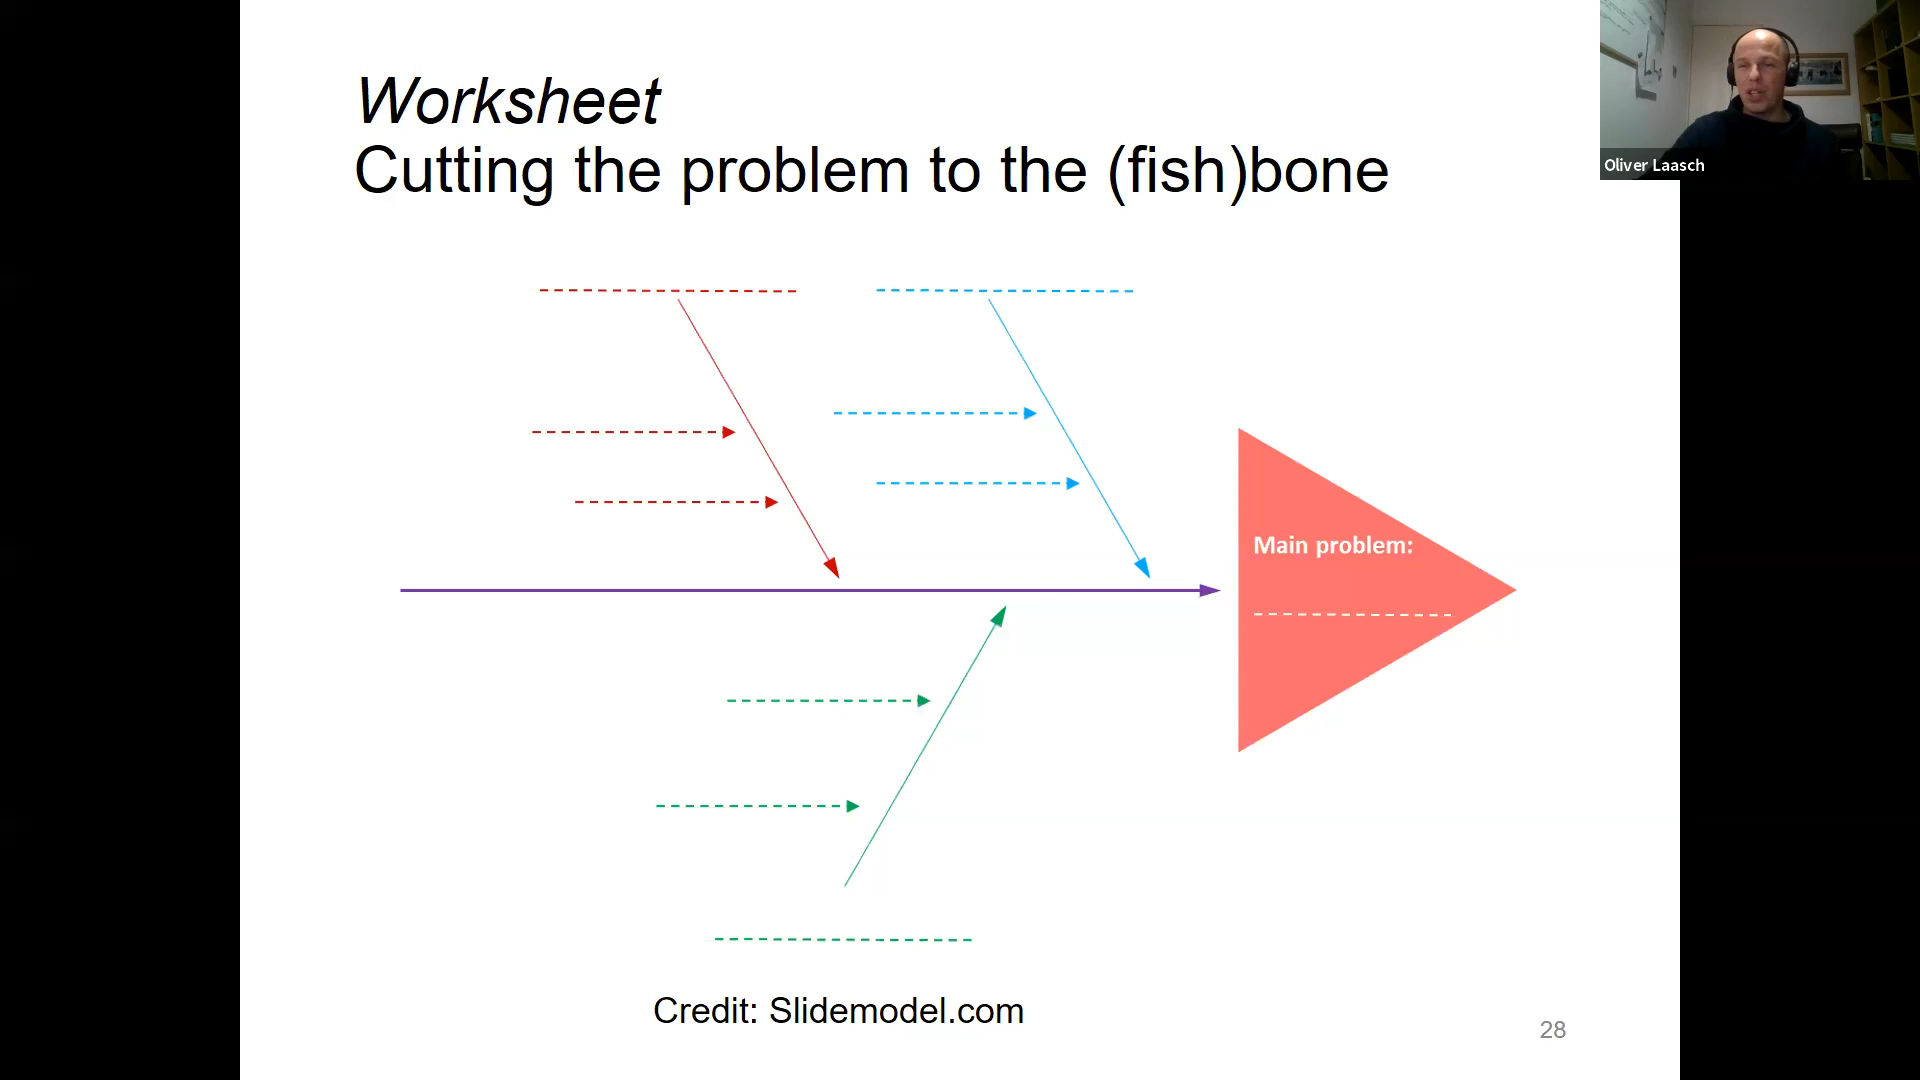 Worksheet
Cutting the problem to the (fish)bone
Oliver Laasch
Main problem:
Credit: Slidemodel.com
28